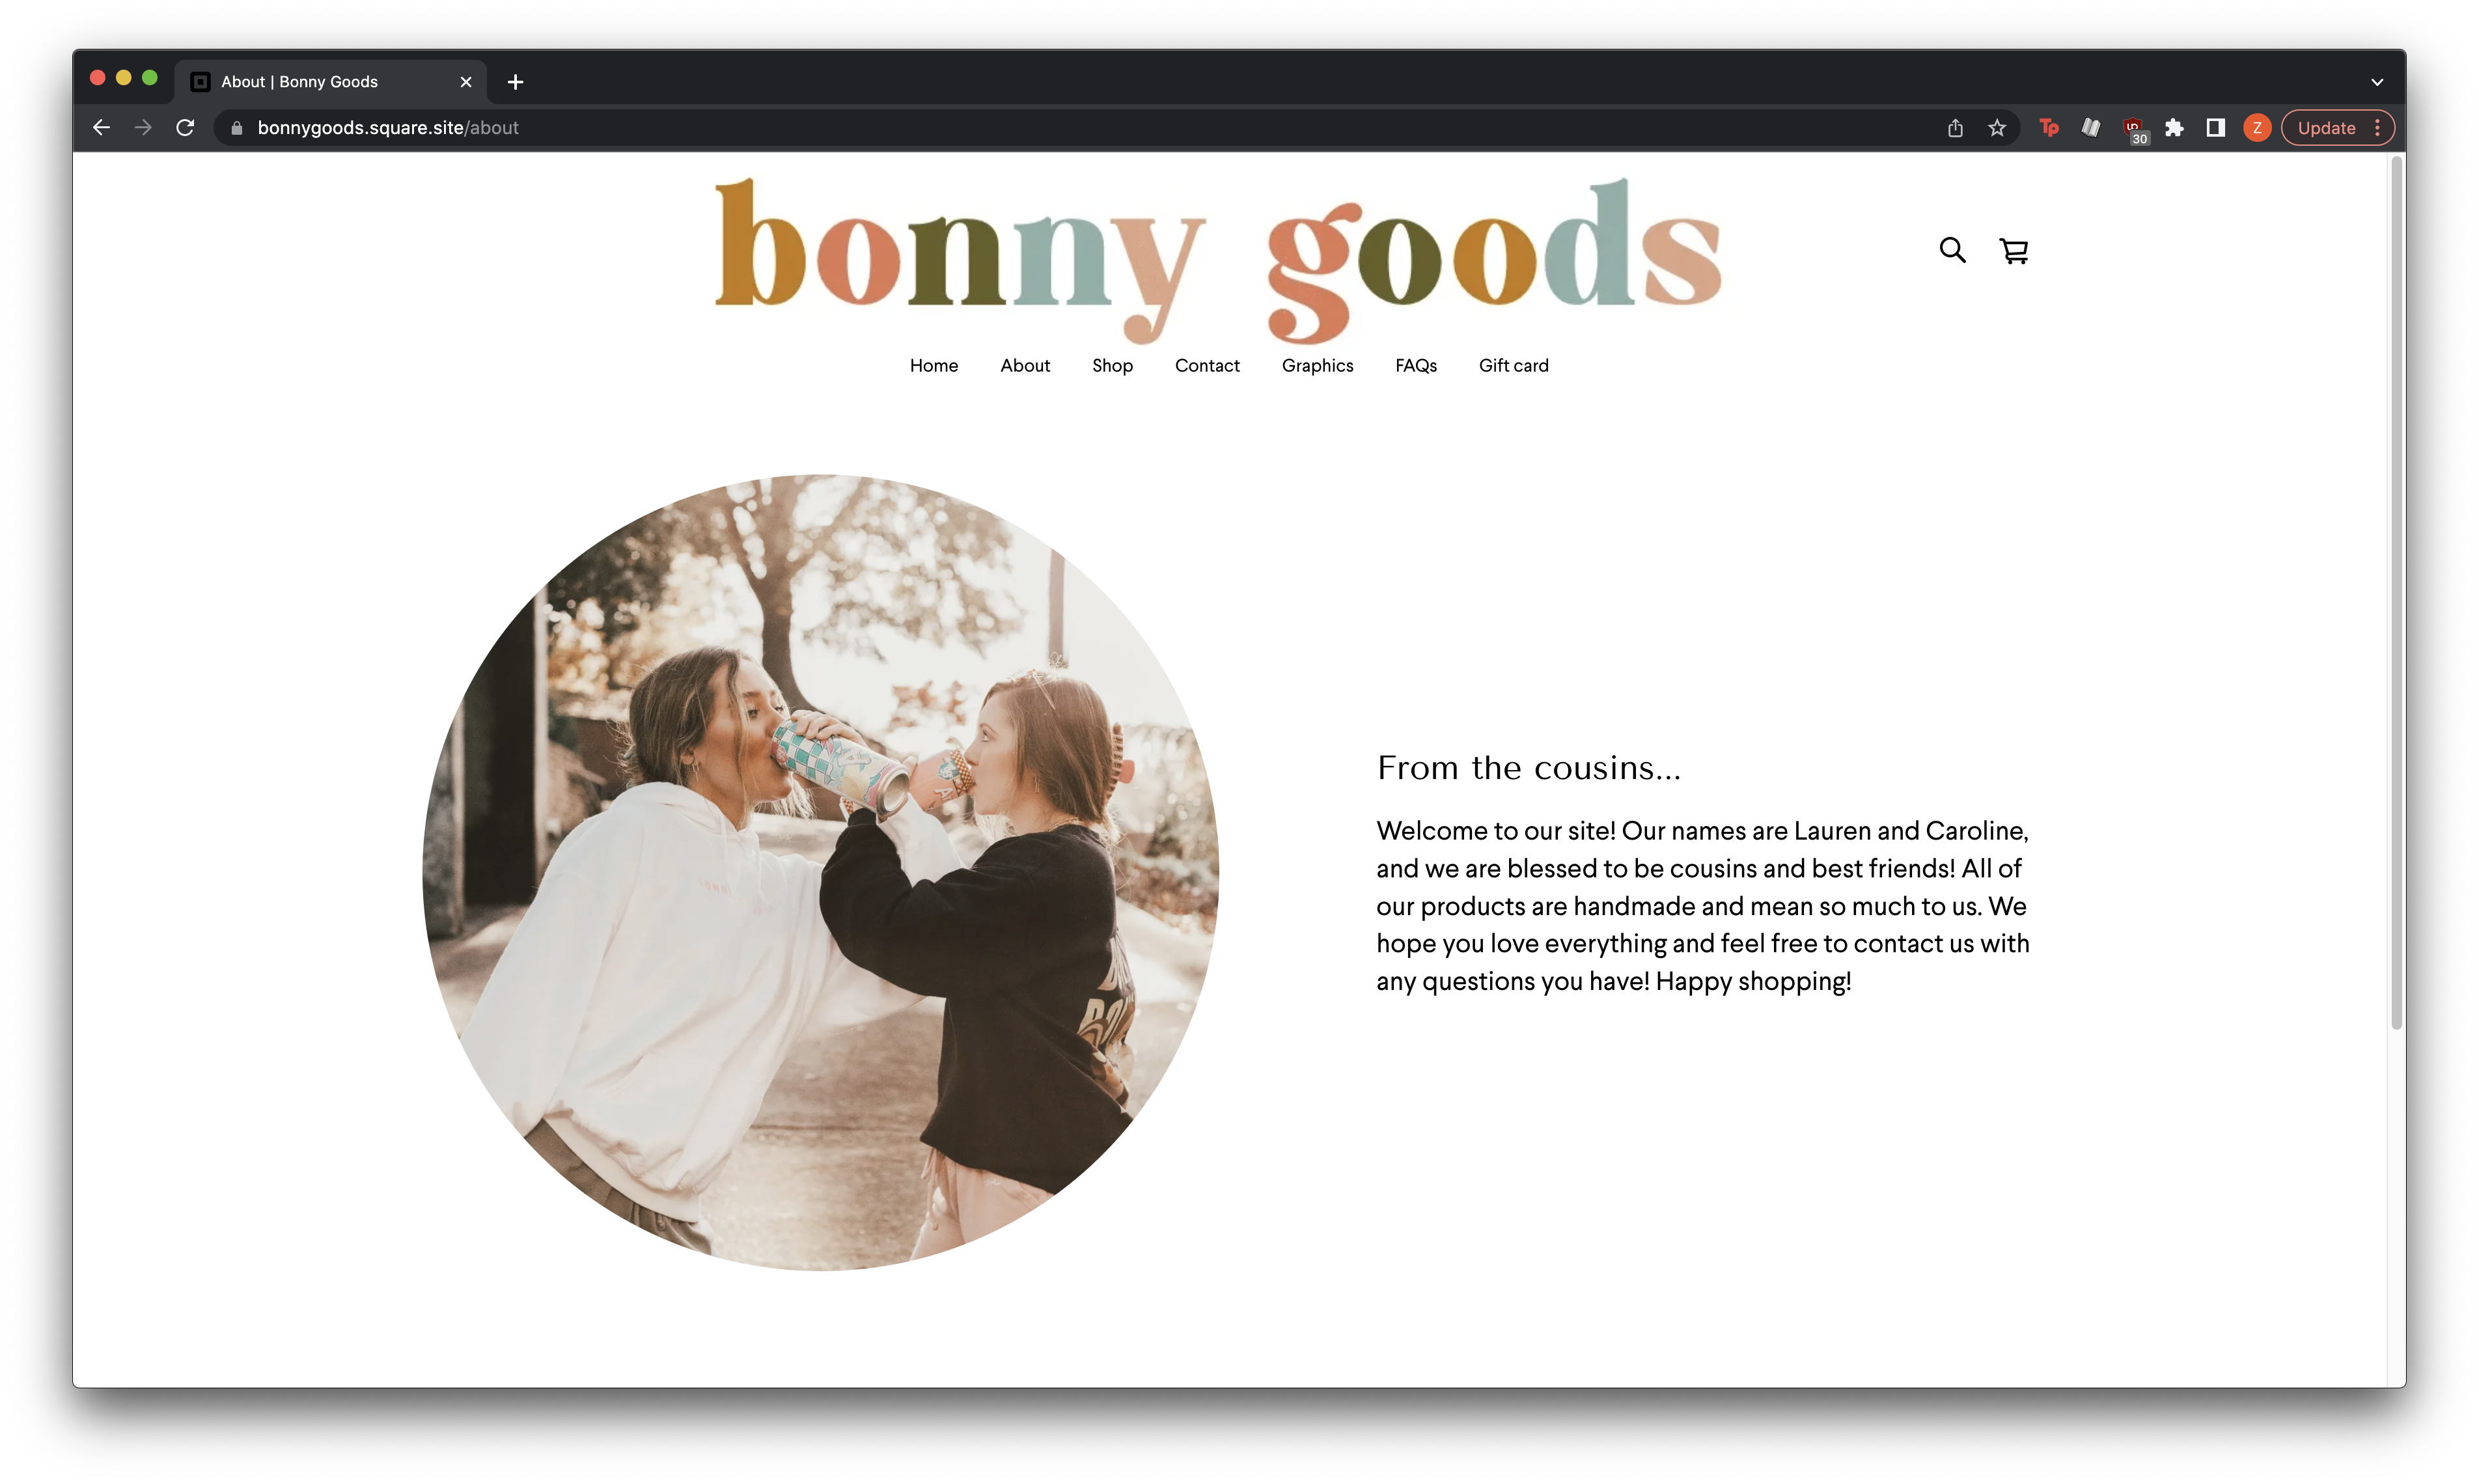 About | Bonny Goods
bonnygoods.square.site/about
Tp
30
Z
Update
bonny goods
Home About Shop Contact Graphics FAQs Gift card
From the cousins...
Welcome to our site! Our names are Lauren and Caroline,
and we are blessed to be cousins and best friends! All of
our products are handmade and mean so much to us. We
hope you love everything and feel free to contact us with
any questions you have! Happy shopping!